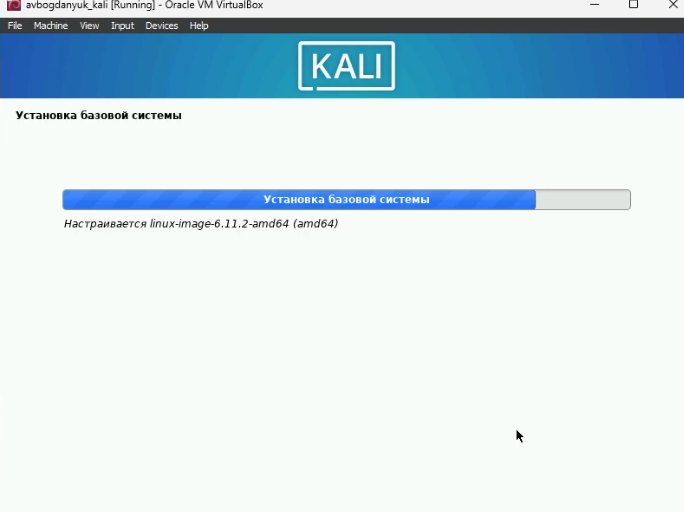 avbogdanyuk_kali [Running] - Oracle VM VirtualBox
File Machine View Input Devices Help
KALI
Установка базовой системы
Установка базовой системы
Настраивается linux-image-6.11.2-amd64 (amd64)